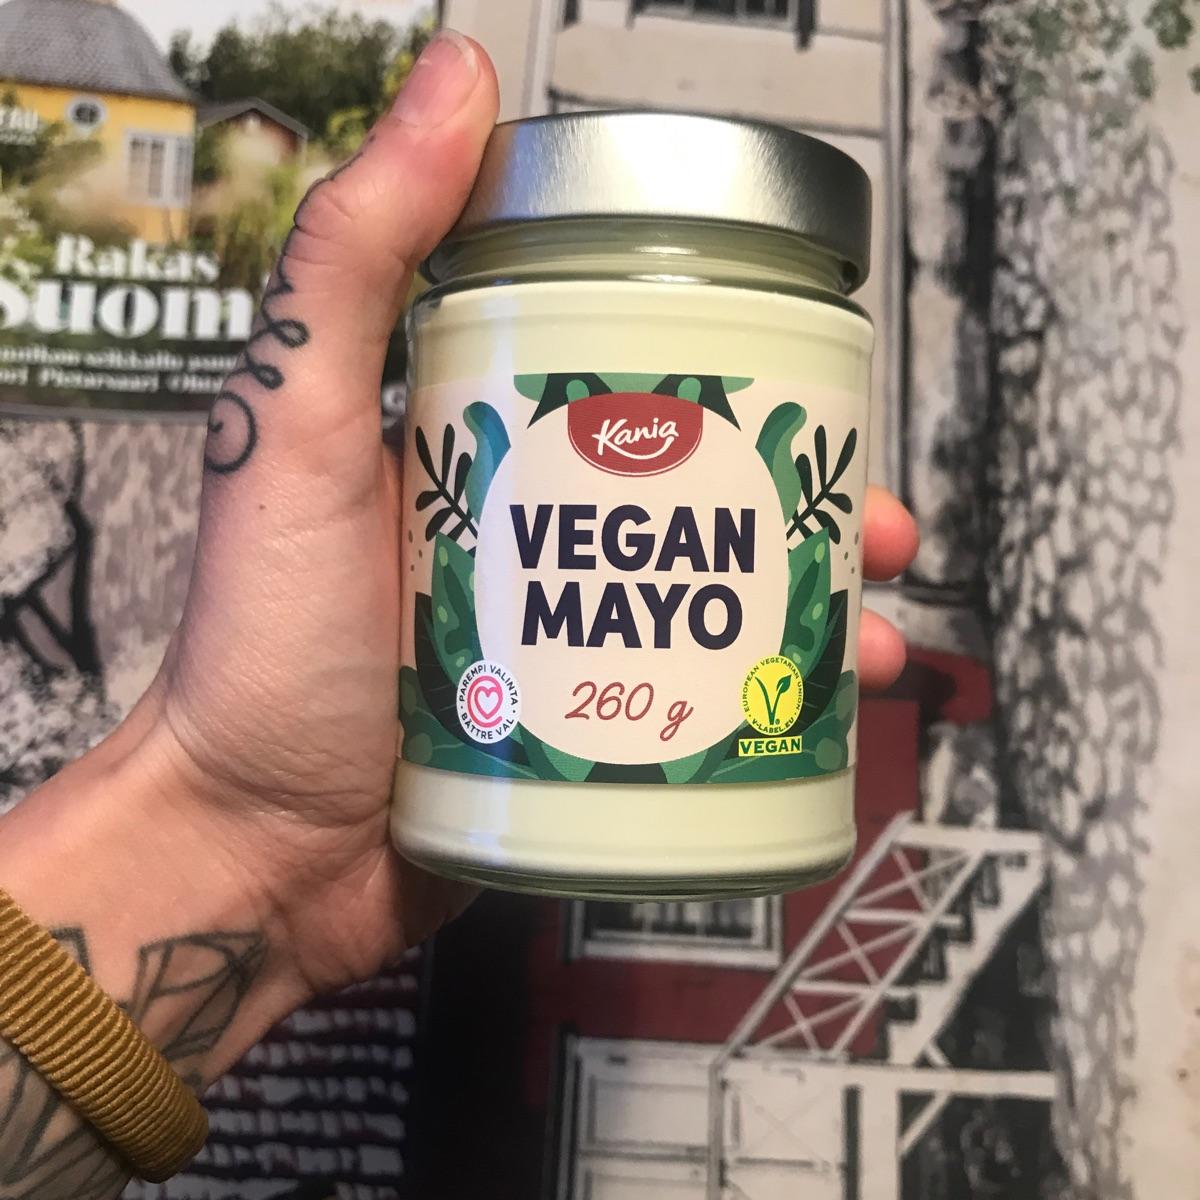 Rakas
Suom
Kania
VEGAN
MAYO
260 g
PAREMPI VALINTA
BÄTTRE VAL
EUROPEAN VEGETARIAN UNION
V-LABEL.EU
VEGAN